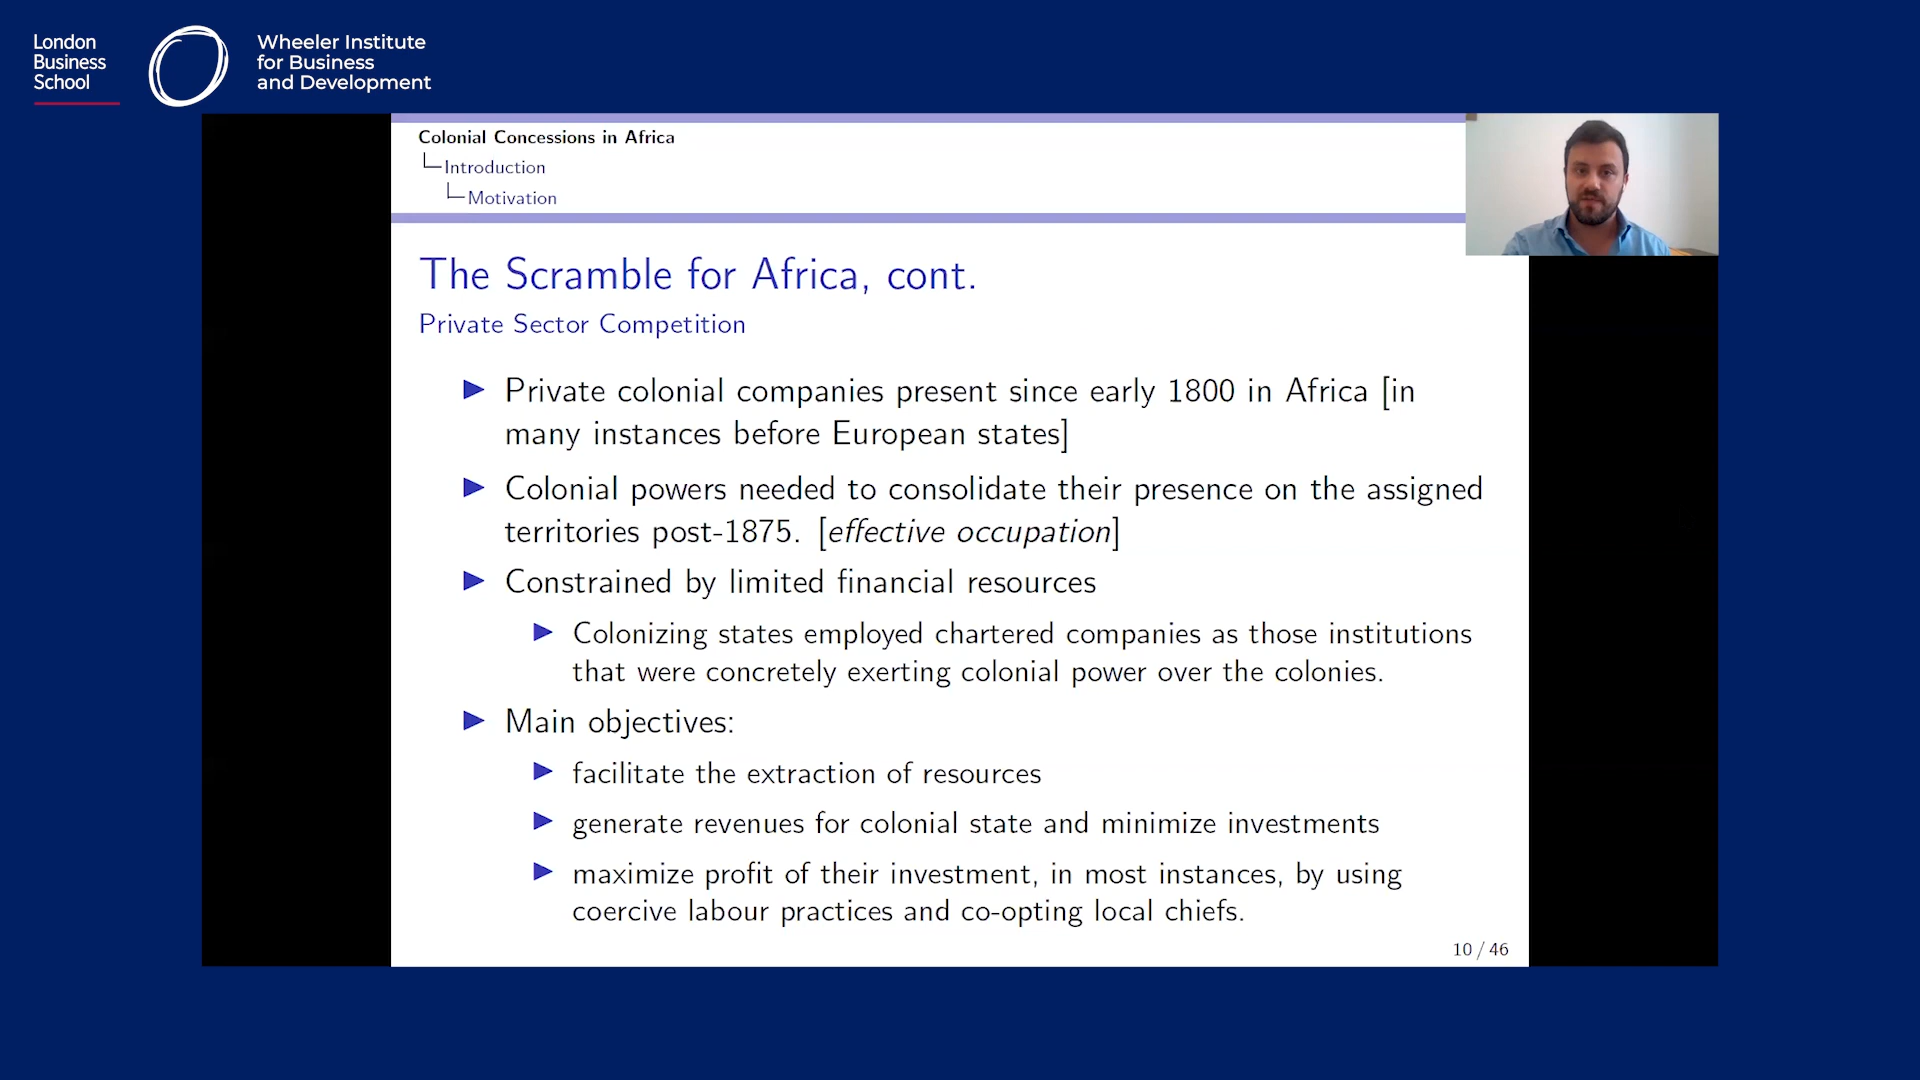 London
Business
School
Wheeler Institute
for Business
and Development
Colonial Concessions in Africa
Introduction
Motivation
The Scramble for Africa, cont.
Private Sector Competition
Private colonial companies present since early 1800 in Africa [in
many instances before European states]
Colonial powers needed to consolidate their presence on the assigned
territories post-1875. [effective occupation]
Constrained by limited financial resources
Colonizing states employed chartered companies as those institutions
that were concretely exerting colonial power over the colonies.
Main objectives:
facilitate the extraction of resources
generate revenues for colonial state and minimize investments
maximize profit of their investment, in most instances, by using
coercive labour practices and co-opting local chiefs.
10 / 46